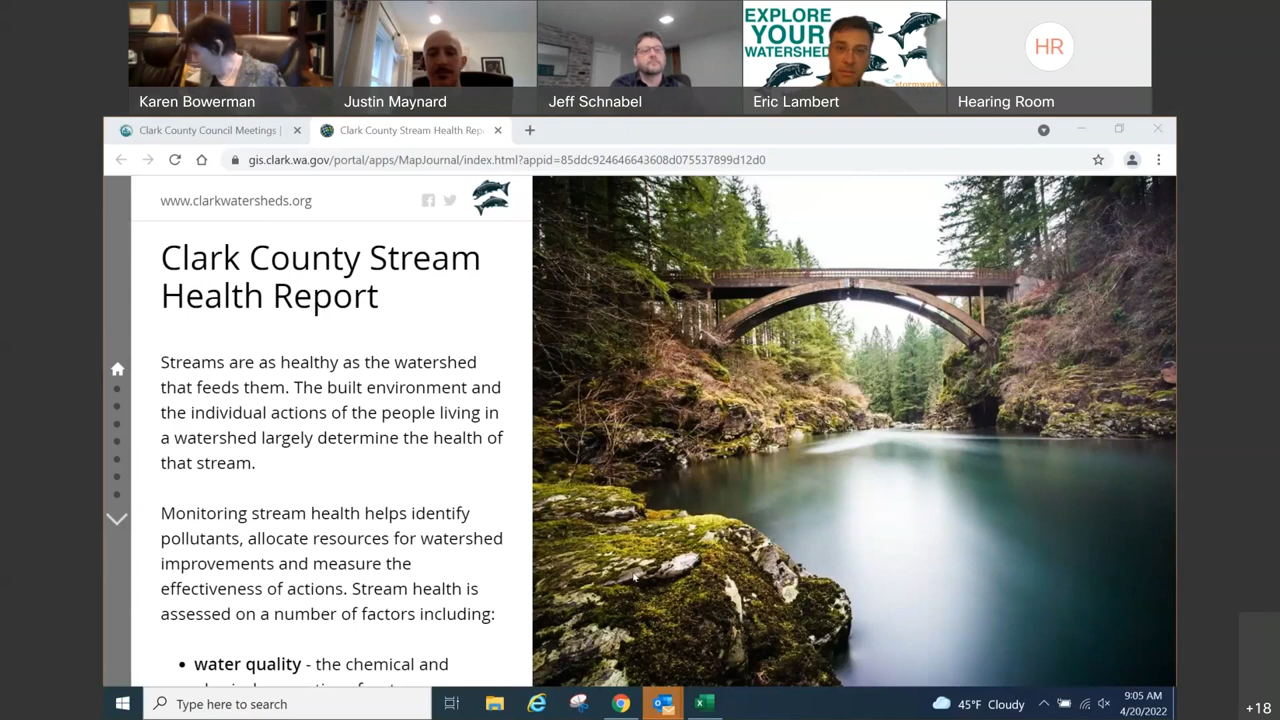 EXPLORE
YOUR
WATERSHED
stormwater
HR
Karen Bowerman
Justin Maynard
Jeff Schnabel
Eric Lambert
Hearing Room
Clark County Council Meetings |
Clark County Stream Health Rep
gis.clark.wa.gov/portal/apps/MapJournal/index.html?appid=85ddc924646643608d075537899d12d0
www.clarkwatersheds.org
Clark County Stream
Health Report
Streams are as healthy as the watershed
that feeds them. The built environment and
the individual actions of the people living in
a watershed largely determine the health of
that stream.
Monitoring stream health helps identify
pollutants, allocate resources for watershed
improvements and measure the
effectiveness of actions. Stream health is
assessed on a number of factors including:
• water quality - the chemical and
Type here to search
45°F Cloudy
9:05 AM
4/20/2022
+18